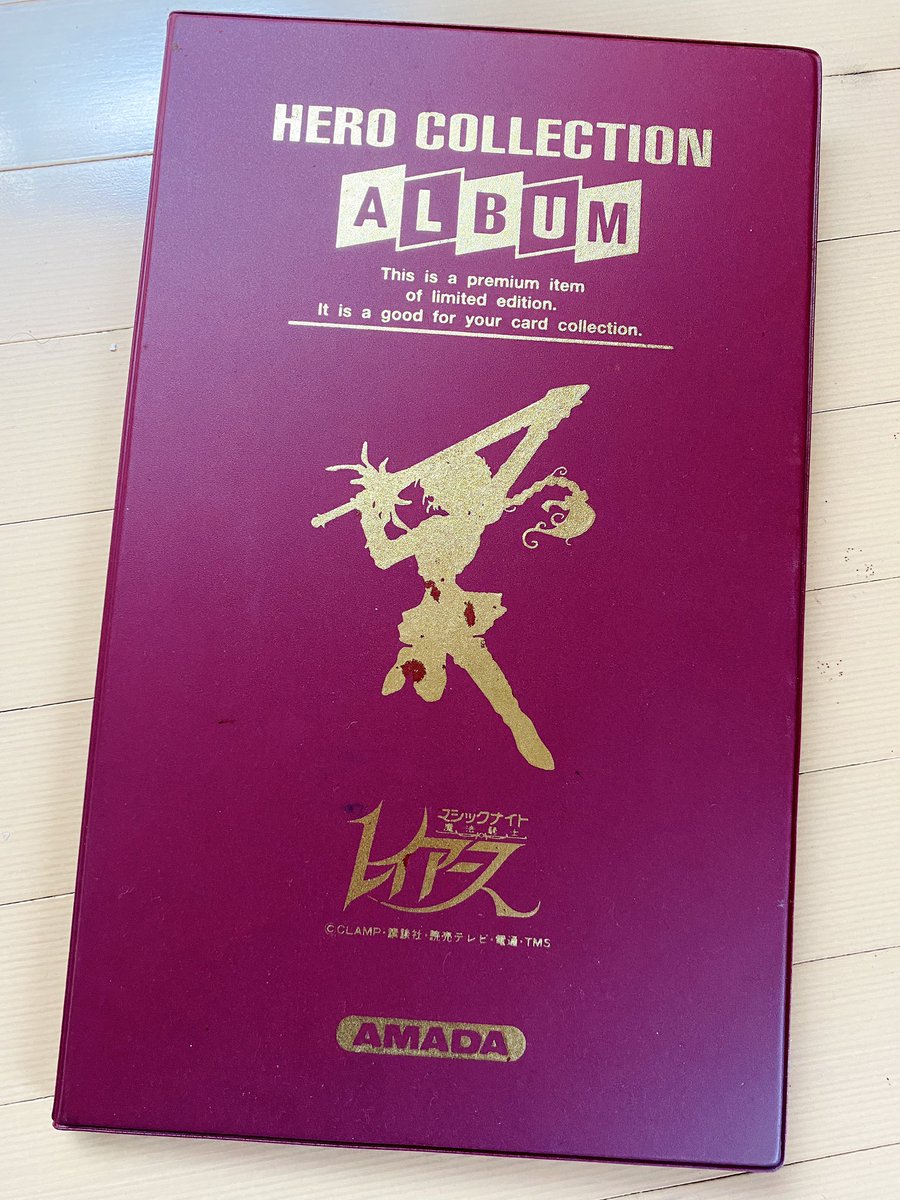 HERO COLLECTION
ALBUM
This is a premium item
of limited edition.
It is a good for your card collection.
マジックナイト
魔法騎士
レイアース
©CLAMP・講談社・読売テレビ・電通・TMS
AMADA